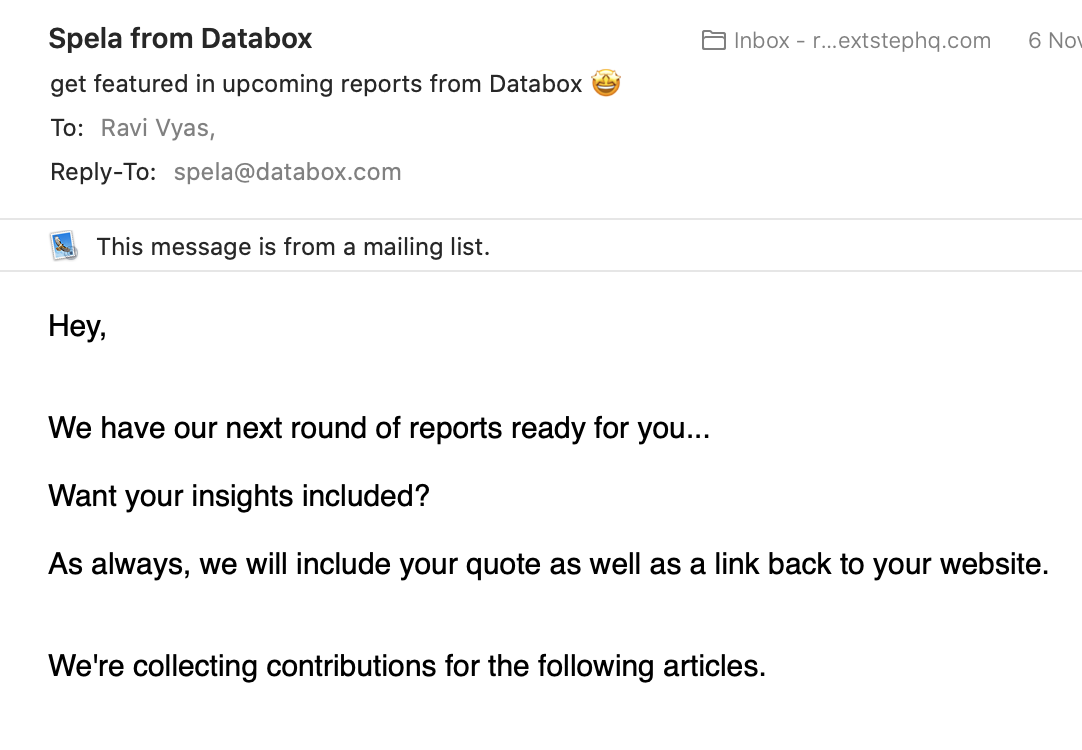 Spela from Databox
Inbox - r...extstephq.com
6 Nov
get featured in upcoming reports from Databox 🤩
To: Ravi Vyas,
Reply-To: spela@databox.com
This message is from a mailing list.
Hey,
We have our next round of reports ready for you...
Want your insights included?
As always, we will include your quote as well as a link back to your website.
We're collecting contributions for the following articles.